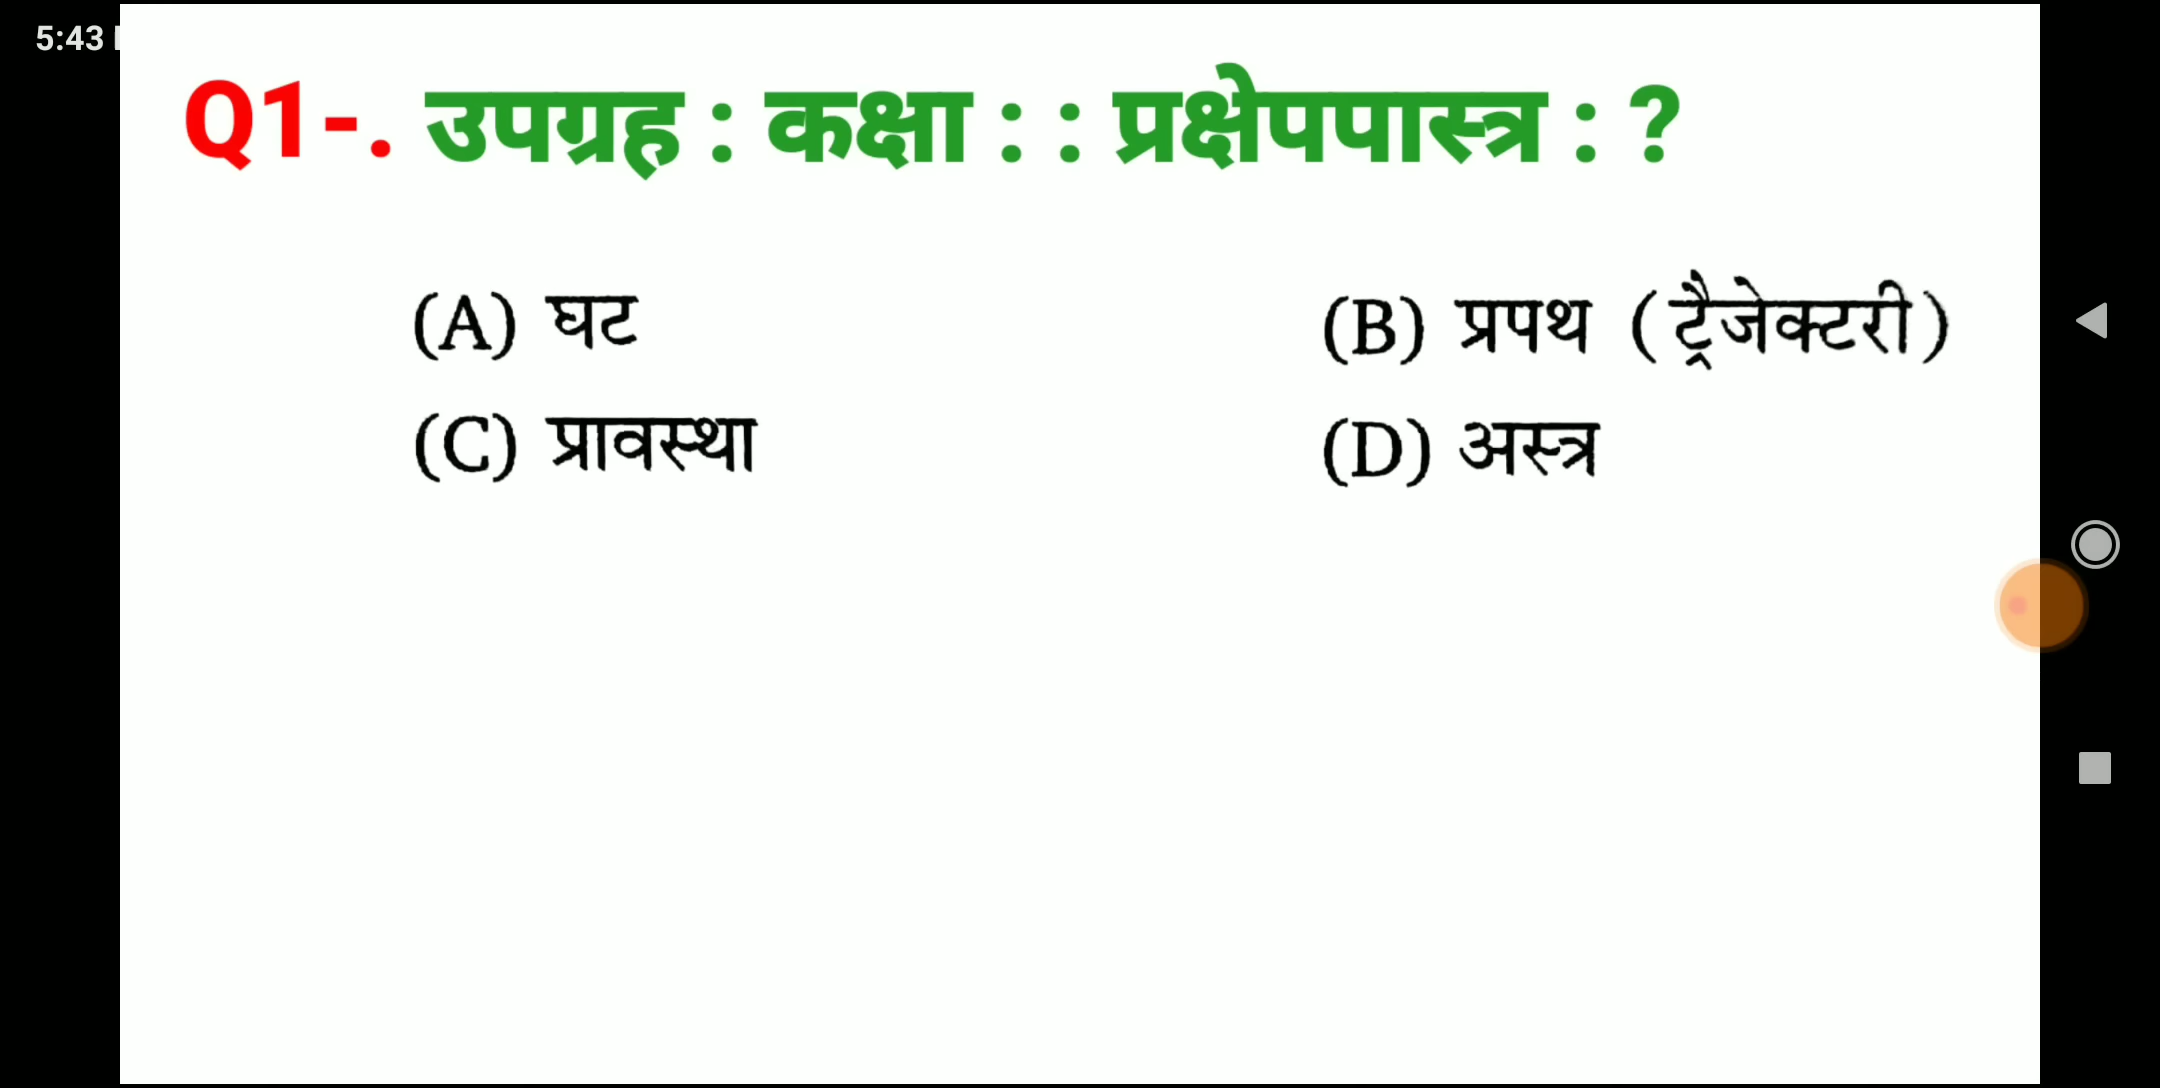 5:43
Q1-. उपग्रह : कक्षा : : प्रक्षेपपास्त्र : ?
(A) घट (B) प्रपथ (ट्रैजेक्टरी)
(C) प्रावस्था (D) अस्त्र